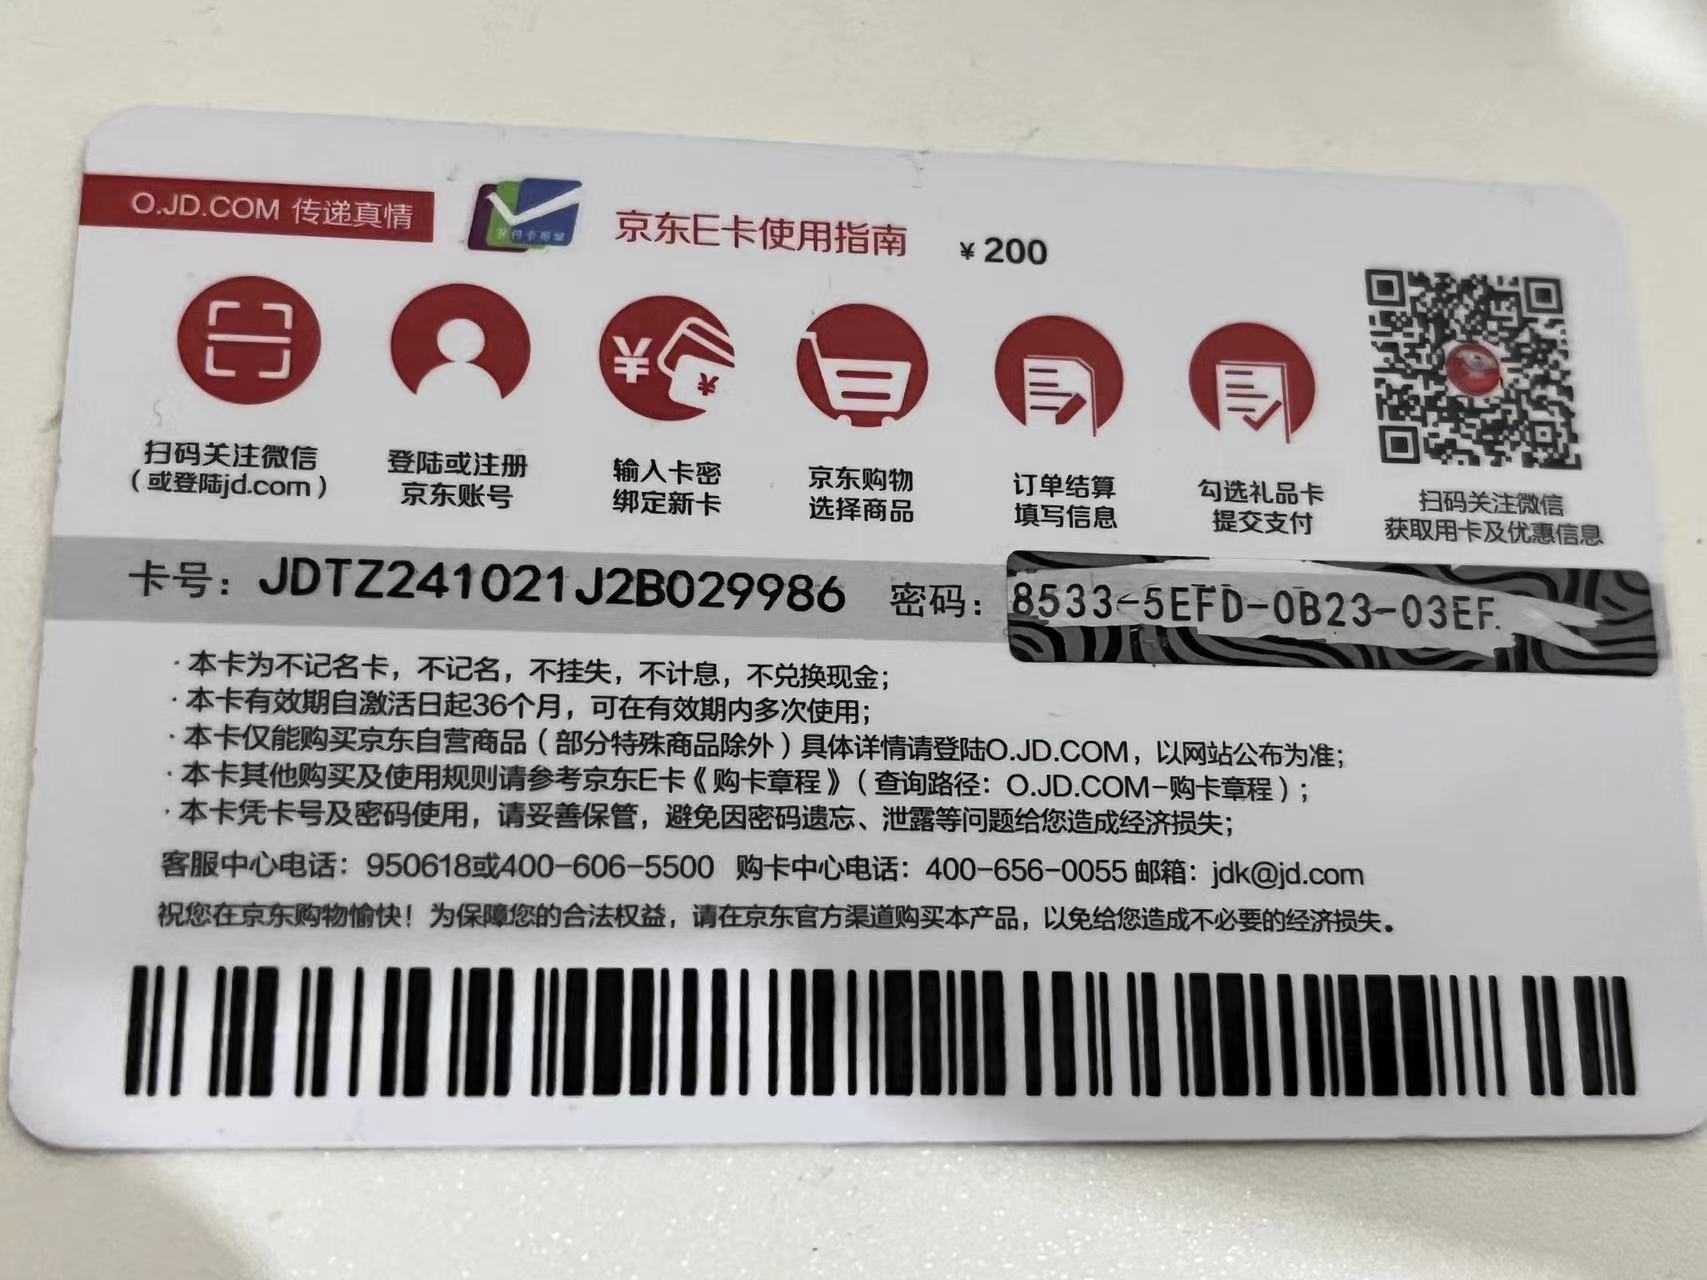 O.JD.COM 传递真情
京东E卡使用指南 ¥200
扫码关注微信
(或登陆jd.com)
登陆或注册
京东账号
输入卡密
绑定新卡
京东购物
选择商品
订单结算
填写信息
勾选礼品卡
提交支付
扫码关注微信
获取用卡及优惠信息
卡号：JDTZ241021J2B029986 密码：8533-5EFD-0B23-03EF
·本卡为不记名卡，不记名，不挂失，不计息，不兑换现金；
·本卡有效期自激活日起36个月，可在有效期内多次使用；
·本卡仅能购买京东自营商品（部分特殊商品除外）具体详情请登陆O.JD.COM，以网站公布为准；
·本卡其他购买及使用规则请参考京东E卡《购卡章程》（查询路径：O.JD.COM-购卡章程）；
·本卡凭卡号及密码使用，请妥善保管，避免因密码遗忘、泄露等问题给您造成经济损失；
客服中心电话：950618或400-606-5500 购卡中心电话：400-656-0055 邮箱：jdk@jd.com
祝您在京东购物愉快！为保障您的合法权益，请在京东官方渠道购买本产品，以免给您造成不必要的经济损失。